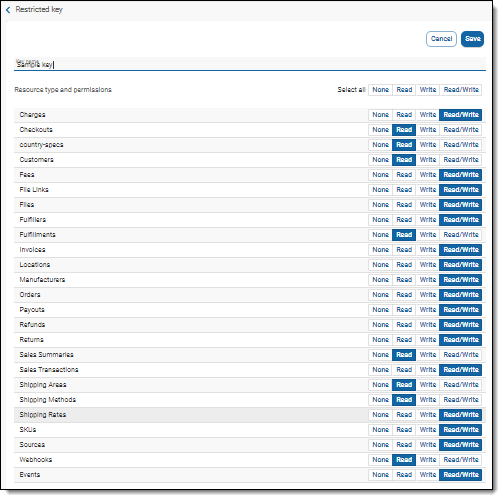 Restricted key
Cancel Save
Key name
Sample key
Resource type and permissions Select all None Read Write Read/Write
Charges None Read Write Read/Write
Checkouts None Read Write Read/Write
country-specs None Read Write Read/Write
Customers None Read Write Read/Write
Fees None Read Write Read/Write
File Links None Read Write Read/Write
Files None Read Write Read/Write
Fulfillers None Read Write Read/Write
Fulfillments None Read Write Read/Write
Invoices None Read Write Read/Write
Locations None Read Write Read/Write
Manufacturers None Read Write Read/Write
Orders None Read Write Read/Write
Payouts None Read Write Read/Write
Refunds None Read Write Read/Write
Returns None Read Write Read/Write
Sales Summaries None Read Write Read/Write
Sales Transactions None Read Write Read/Write
Shipping Areas None Read Write Read/Write
Shipping Methods None Read Write Read/Write
Shipping Rates None Read Write Read/Write
SKUs None Read Write Read/Write
Sources None Read Write Read/Write
Webhooks None Read Write Read/Write
Events None Read Write Read/Write